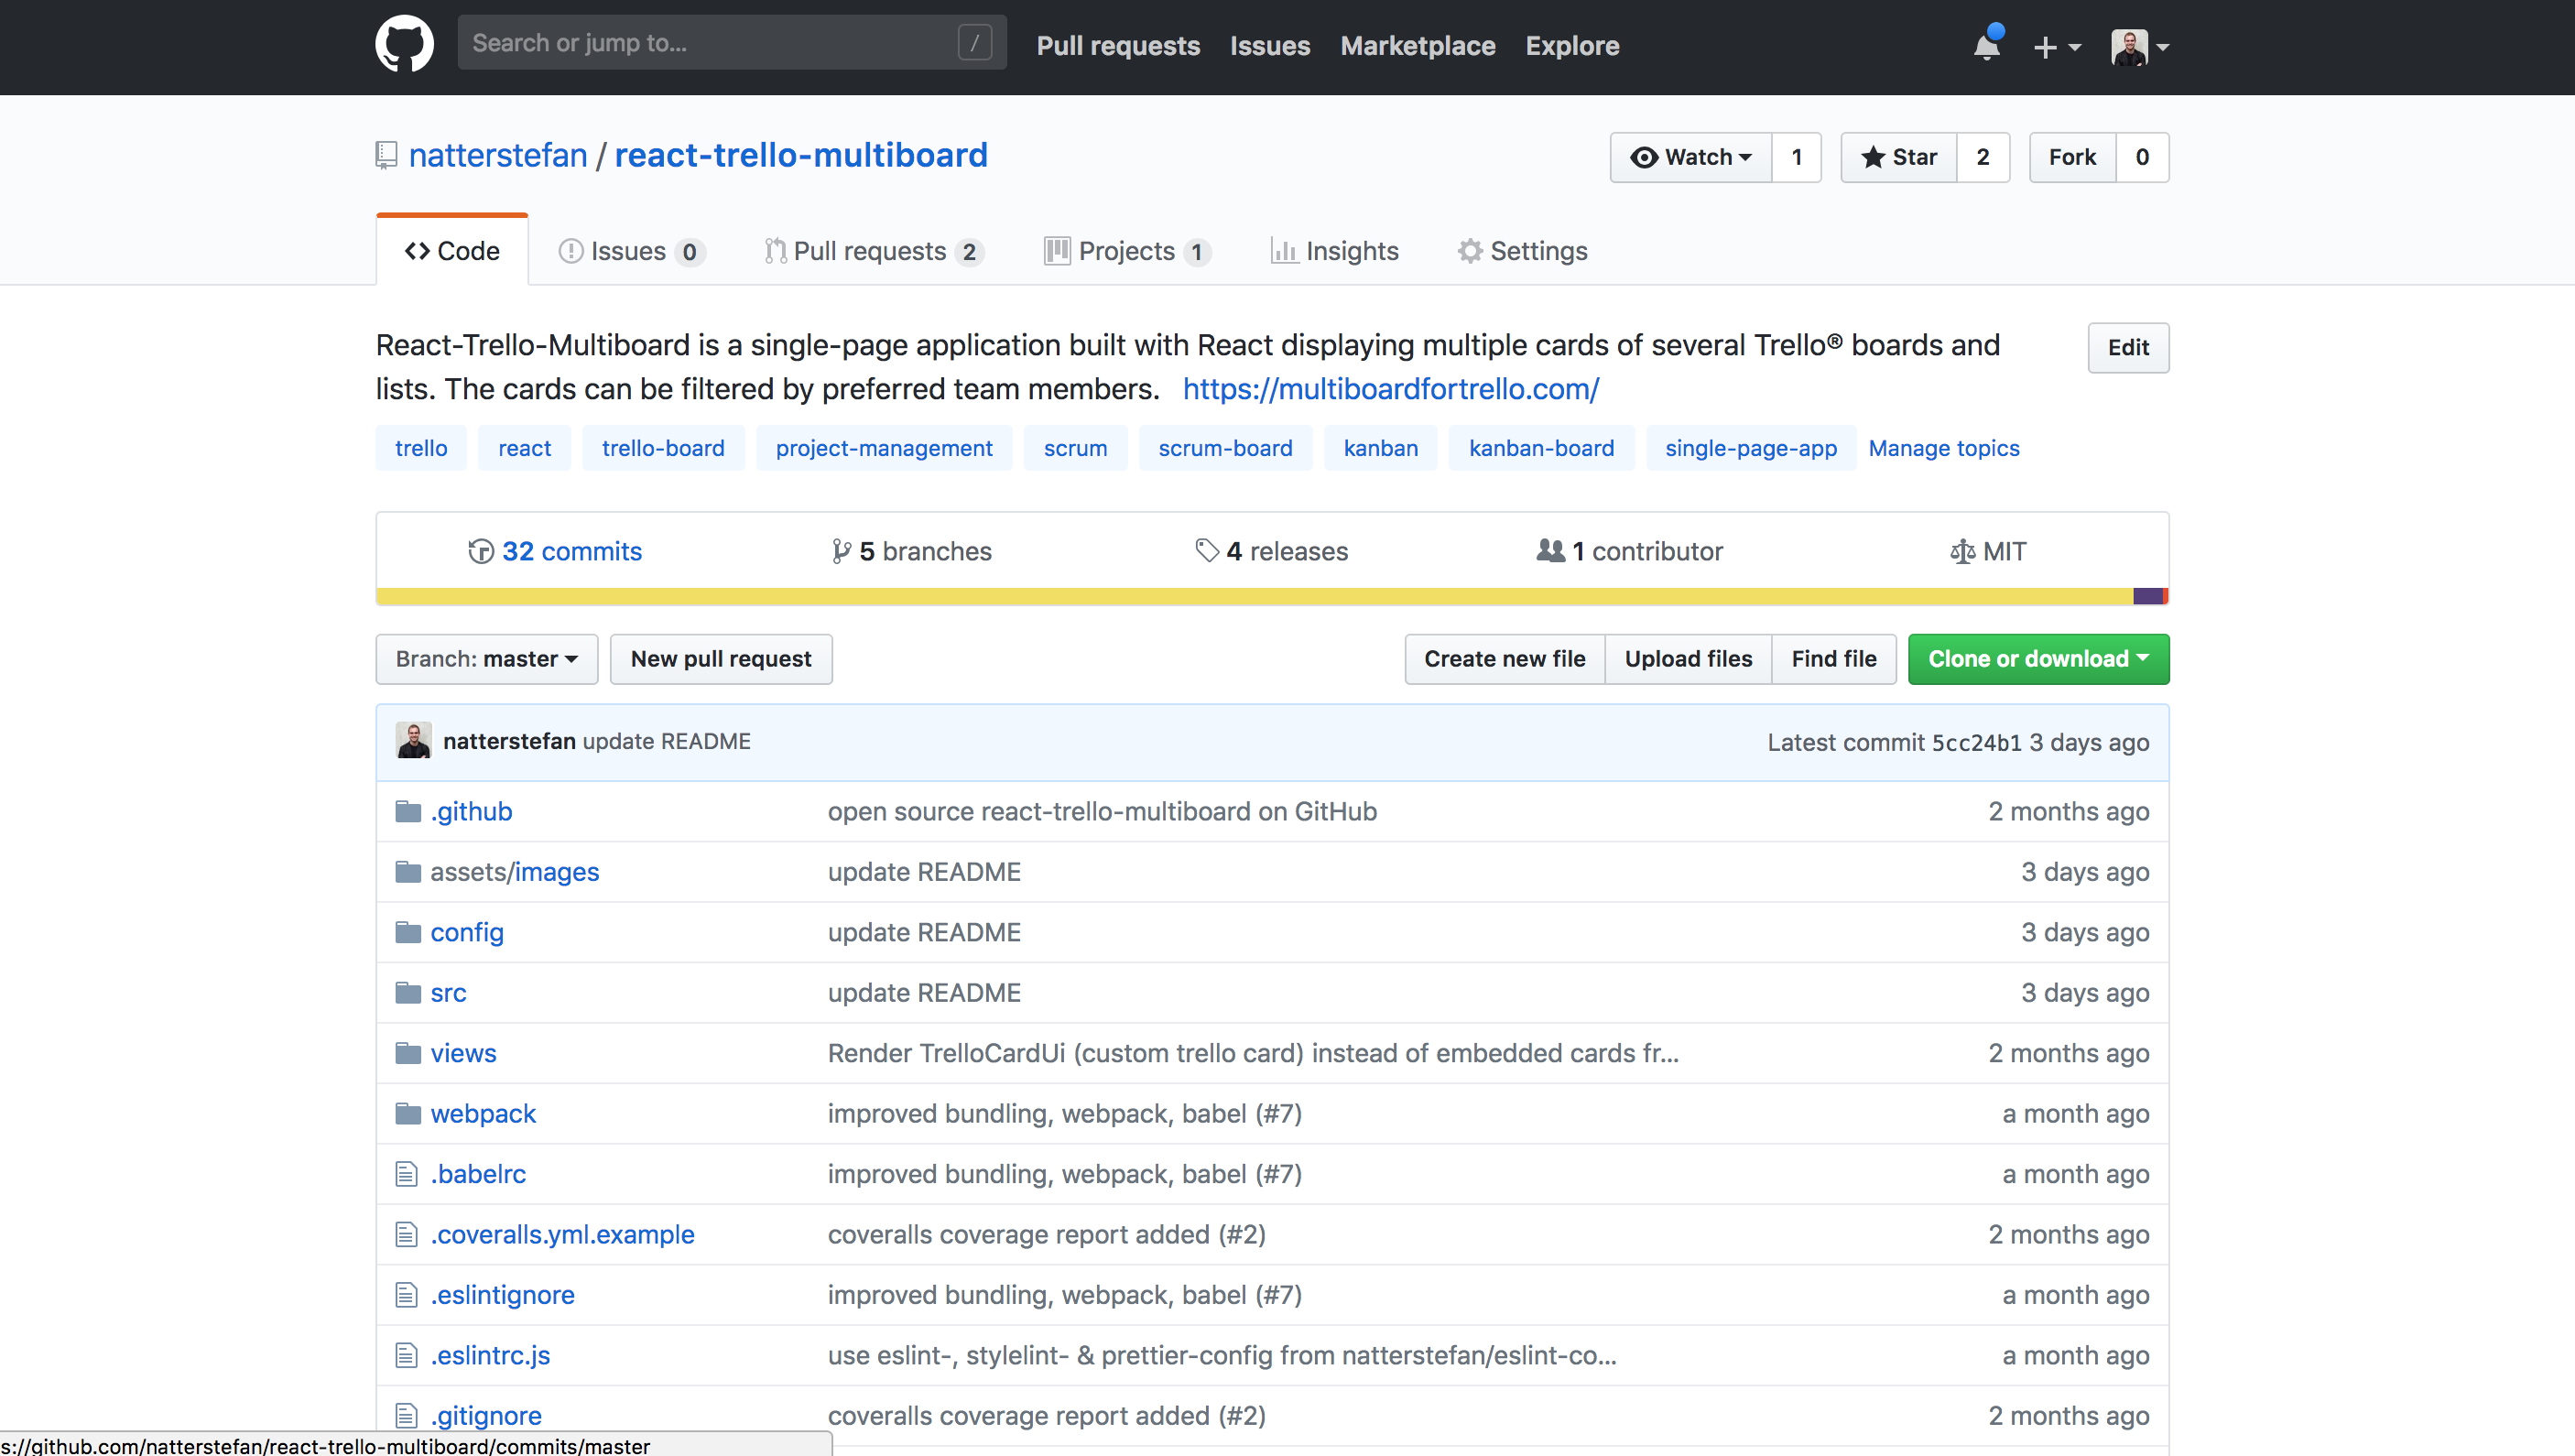 Search or jump to... / Pull requests Issues Marketplace Explore
natterstefan / react-trello-multiboard Watch 1 Star 2 Fork 0
Code Issues 0 Pull requests 2 Projects 1 Insights Settings
React-Trello-Multiboard is a single-page application built with React displaying multiple cards of several Trello® boards and Edit
lists. The cards can be filtered by preferred team members. https://multiboardfortrello.com/
trello react trello-board project-management scrum scrum-board kanban kanban-board single-page-app Manage topics
32 commits 5 branches 4 releases 1 contributor MIT
Branch: master New pull request Create new file Upload files Find file Clone or download
natterstefan update README Latest commit 5cc24b1 3 days ago
.github open source react-trello-multiboard on GitHub 2 months ago
assets/images update README 3 days ago
config update README 3 days ago
src update README 3 days ago
views Render TrelloCardUi (custom trello card) instead of embedded cards fr... 2 months ago
webpack improved bundling, webpack, babel (#7) a month ago
.babelrc improved bundling, webpack, babel (#7) a month ago
.coveralls.yml.example coveralls coverage report added (#2) 2 months ago
.eslintignore improved bundling, webpack, babel (#7) a month ago
.eslintrc.js use eslint-, stylelint- & prettier-config from natterstefan/eslint-co... a month ago
.gitignore coveralls coverage report added (#2) 2 months ago
s://github.com/natterstefan/react-trello-multiboard/commits/master